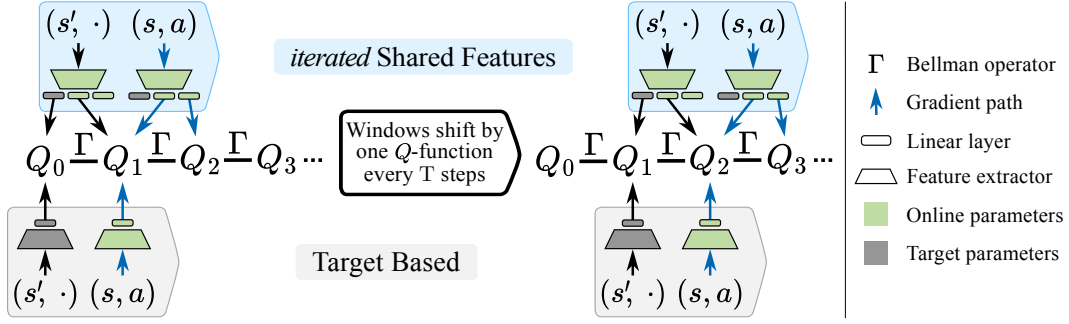 (s′, ·) (s, a)
iterated Shared Features
(s′, ·) (s, a)
Q₀ Γ Q₁ Γ Q₂ Γ Q₃ ...
Windows shift by
one Q-function
every T steps
Q₀ Γ Q₁ Γ Q₂ Γ Q₃ ...
Target Based
(s′, ·) (s, a)
(s′, ·) (s, a)
Γ Bellman operator
Gradient path
Linear layer
Feature extractor
Online parameters
Target parameters